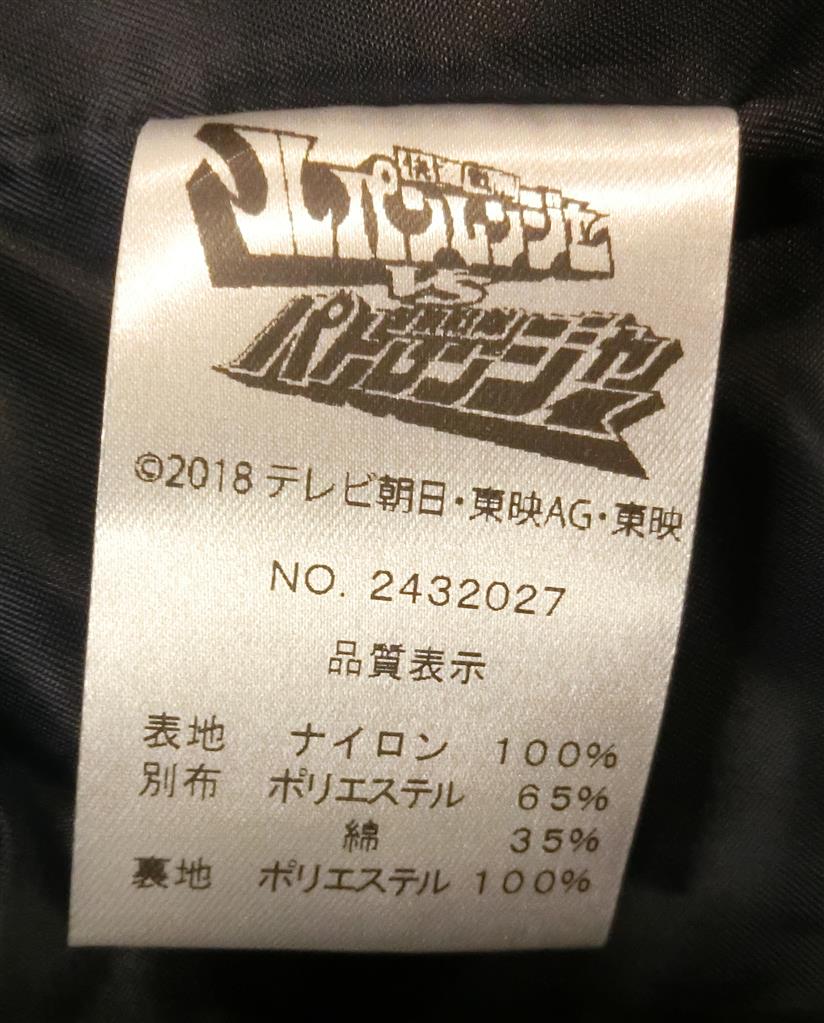 ルパンレンジャー
VS
パトレンジャー
©2018 テレビ朝日・東映AG・東映
NO. 2432027
品質表示
表地 ナイロン 100%
別布 ポリエステル 65%
綿 35%
裏地 ポリエステル 100%